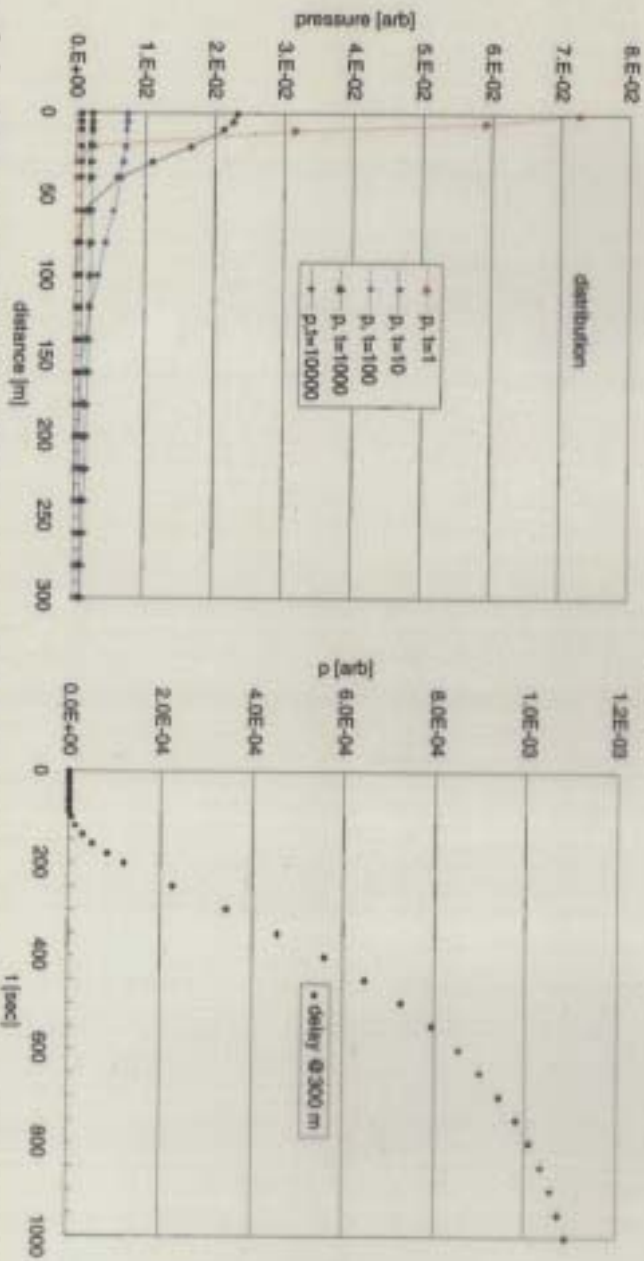 pressure [arb]
8.E-02
7.E-02
6.E-02
5.E-02
4.E-02
3.E-02
2.E-02
1.E-02
0.E+00
distribution
p, t=1
p, t=10
p, t=100
p, t=1000
p,t=10000
0 50 100 150 200 250 300
distance [m]
p [arb]
1.2E-03
1.0E-03
8.0E-04
6.0E-04
4.0E-04
2.0E-04
0.0E+00
delay @300 m
0 200 400 600 800 1000
t [sec]